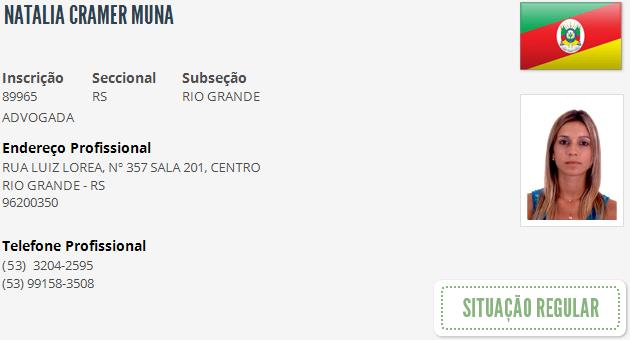 NATALIA CRAMER MUNA
Inscrição Seccional Subseção
89965 RS RIO GRANDE
ADVOGADA
Endereço Profissional
RUA LUIZ LOREA, Nº 357 SALA 201, CENTRO
RIO GRANDE - RS
96200350
Telefone Profissional
(53) 3204-2595
(53) 99158-3508
SITUAÇÃO REGULAR